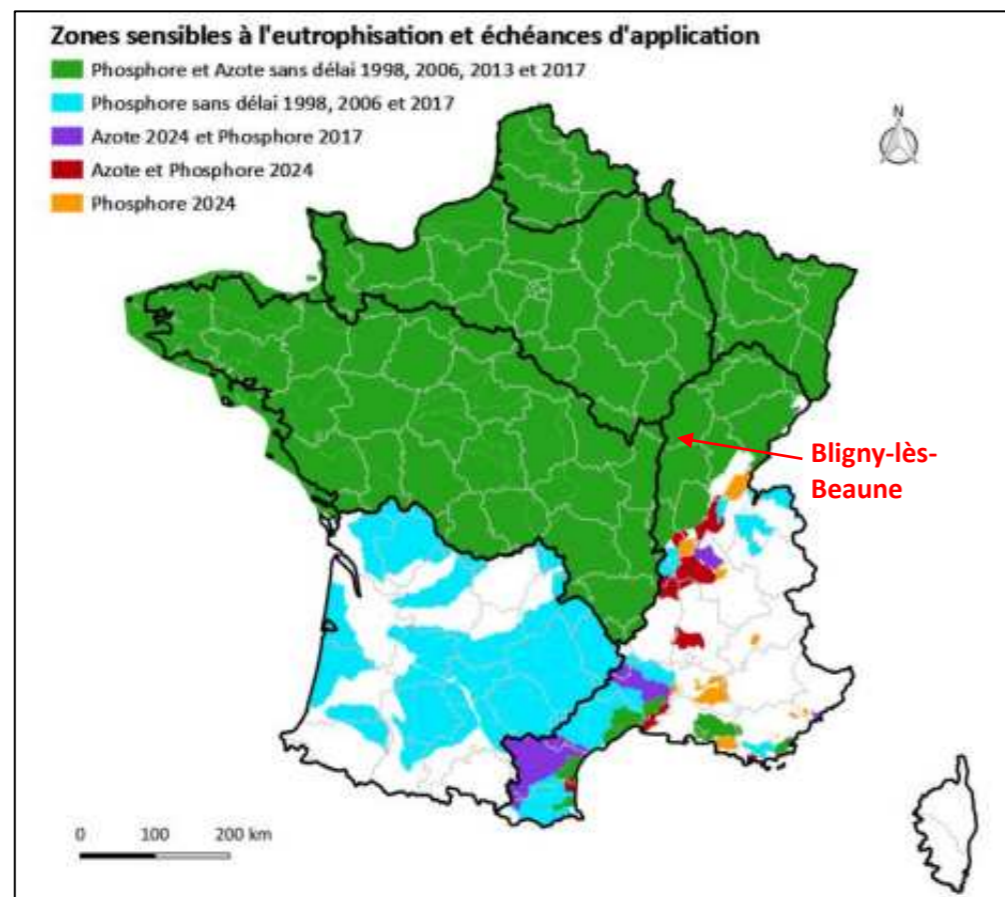 Zones sensibles à l'eutrophisation et échéances d'application
Phosphore et Azote sans délai 1998, 2006, 2013 et 2017
Phosphore sans délai 1998, 2006 et 2017
Azote 2024 et Phosphore 2017
Azote et Phosphore 2024
Phosphore 2024
N
Bligny-lès-
Beaune
0 100 200 km